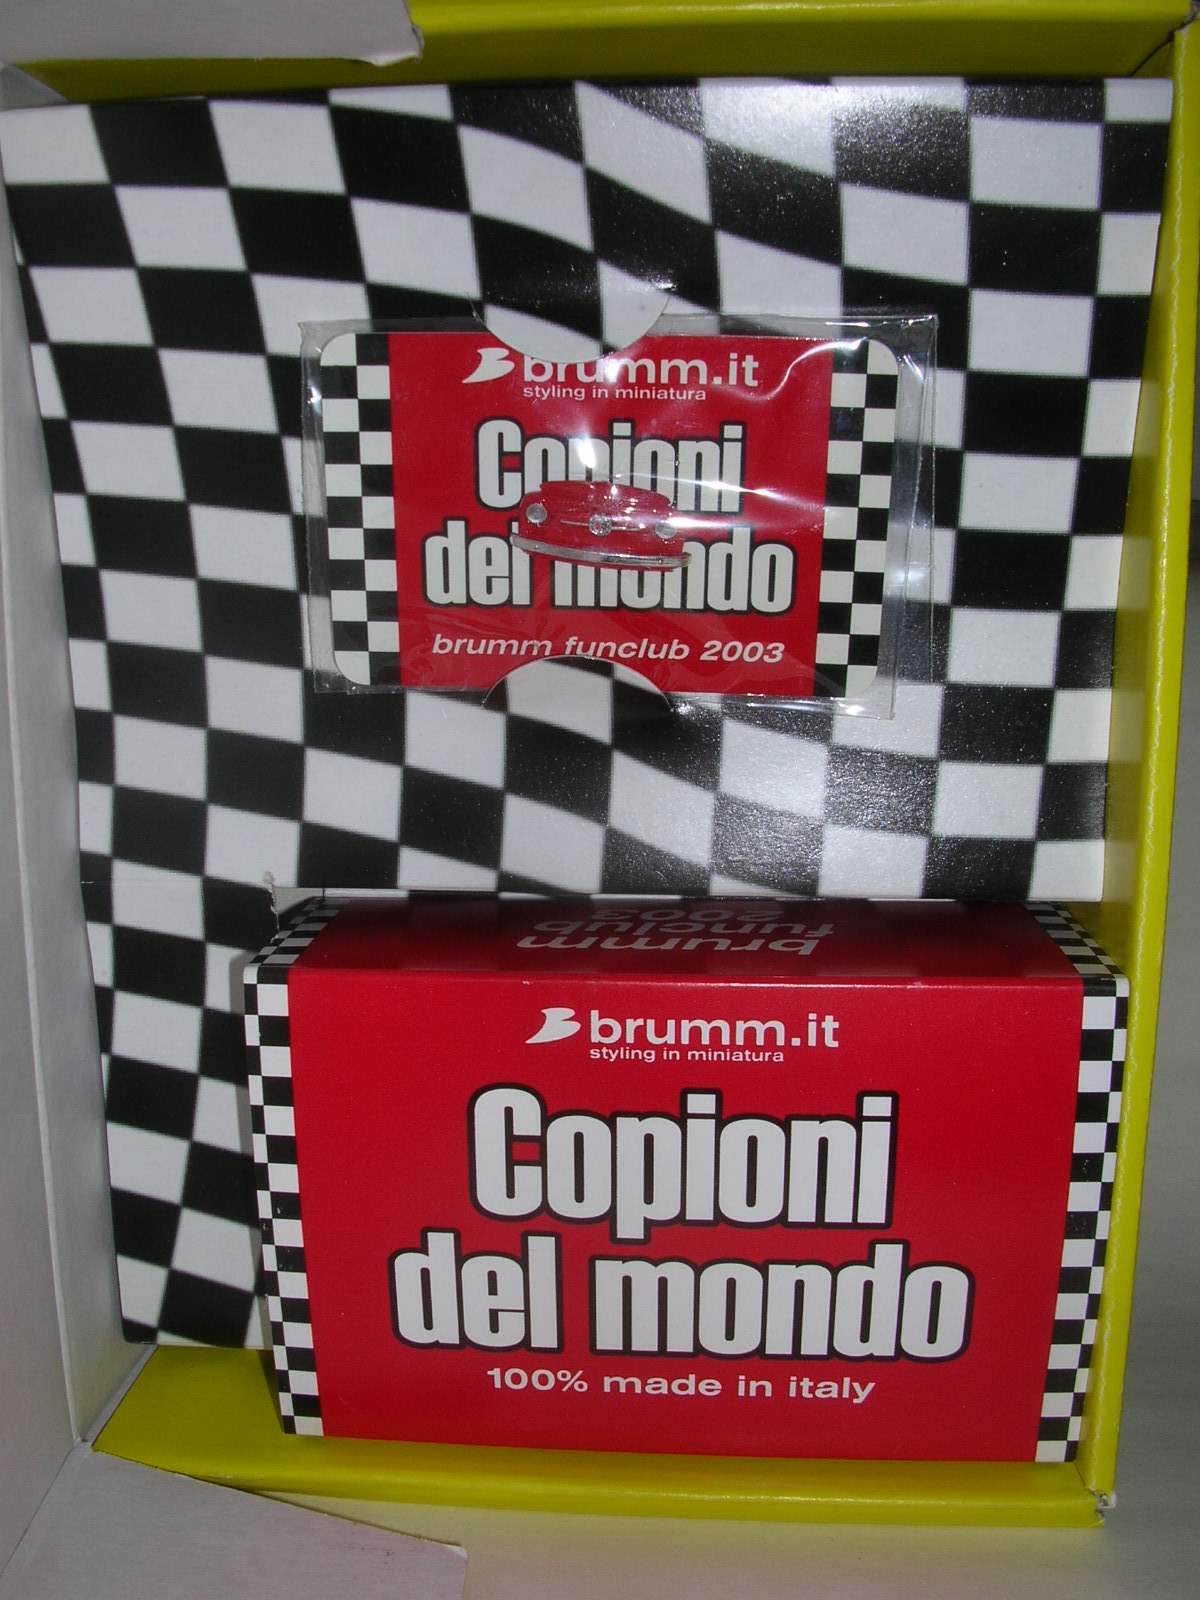 brumm.it
styling in miniatura
Copioni
del mondo
brumm funclub 2003
brumm
funclub
2003
brumm.it
styling in miniatura
Copioni
del mondo
100% made in italy